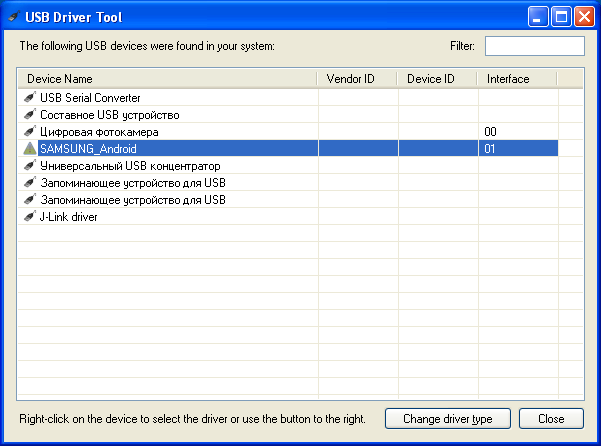 USB Driver Tool
The following USB devices were found in your system: Filter:
Device Name Vendor ID Device ID Interface
USB Serial Converter
Составное USB устройство
Цифровая фотокамера 00
SAMSUNG_Android 01
Универсальный USB концентратор
Запоминающее устройство для USB
Запоминающее устройство для USB
J-Link driver
Right-click on the device to select the driver or use the button to the right. Change driver type Close